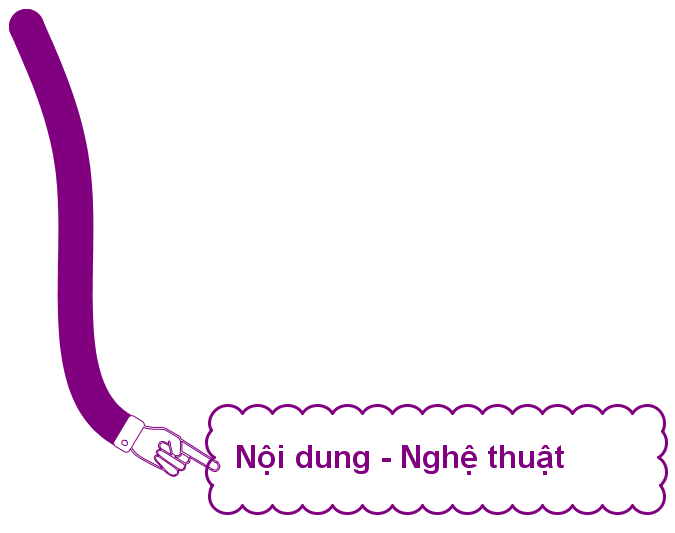 Nội dung - Nghệ thuật